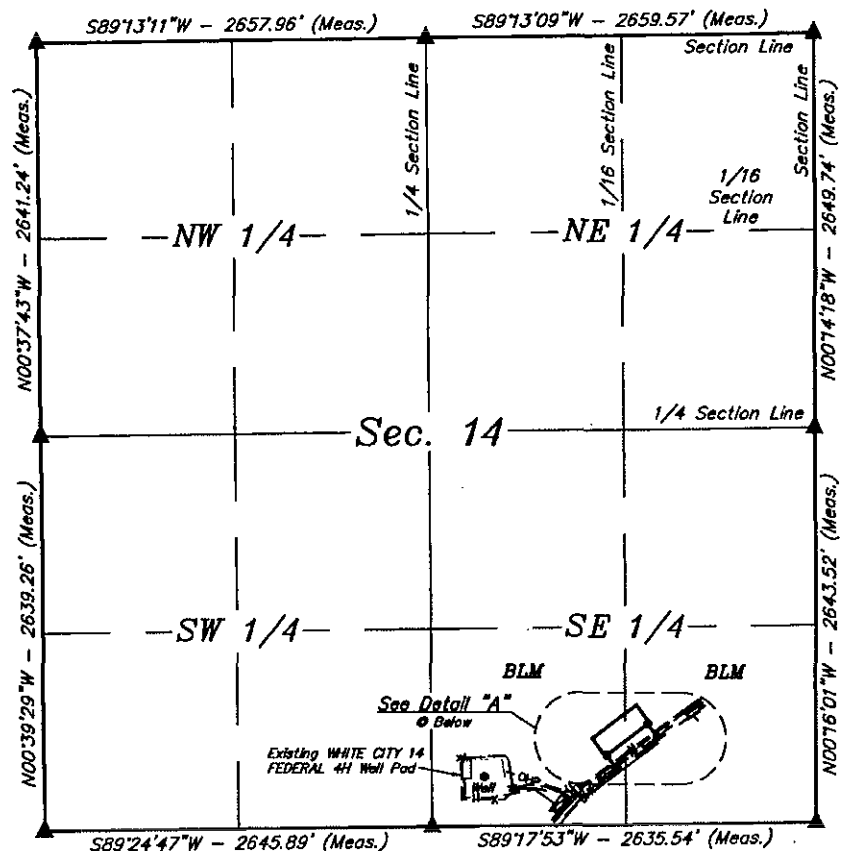 S89°13'11"W - 2657.96' (Meas.)
S89°13'09"W - 2659.57' (Meas.)
Section Line
N00°37'43"W - 2641.24' (Meas.)
1/4 Section Line
1/16 Section Line
Section Line
N00°14'18"W - 2649.74' (Meas.)
1/16
Section
Line
NW 1/4
NE 1/4
1/4 Section Line
Sec. 14
N00°39'29"W - 2639.26' (Meas.)
N00°16'01"W - 2643.52' (Meas.)
SW 1/4
SE 1/4
BLM
BLM
See Detail "A"
@ Below
Existing WHITE CITY 14
FEDERAL 4H Well Pad
Well
S89°24'47"W - 2645.89' (Meas.)
S89°17'53"W - 2635.54' (Meas.)